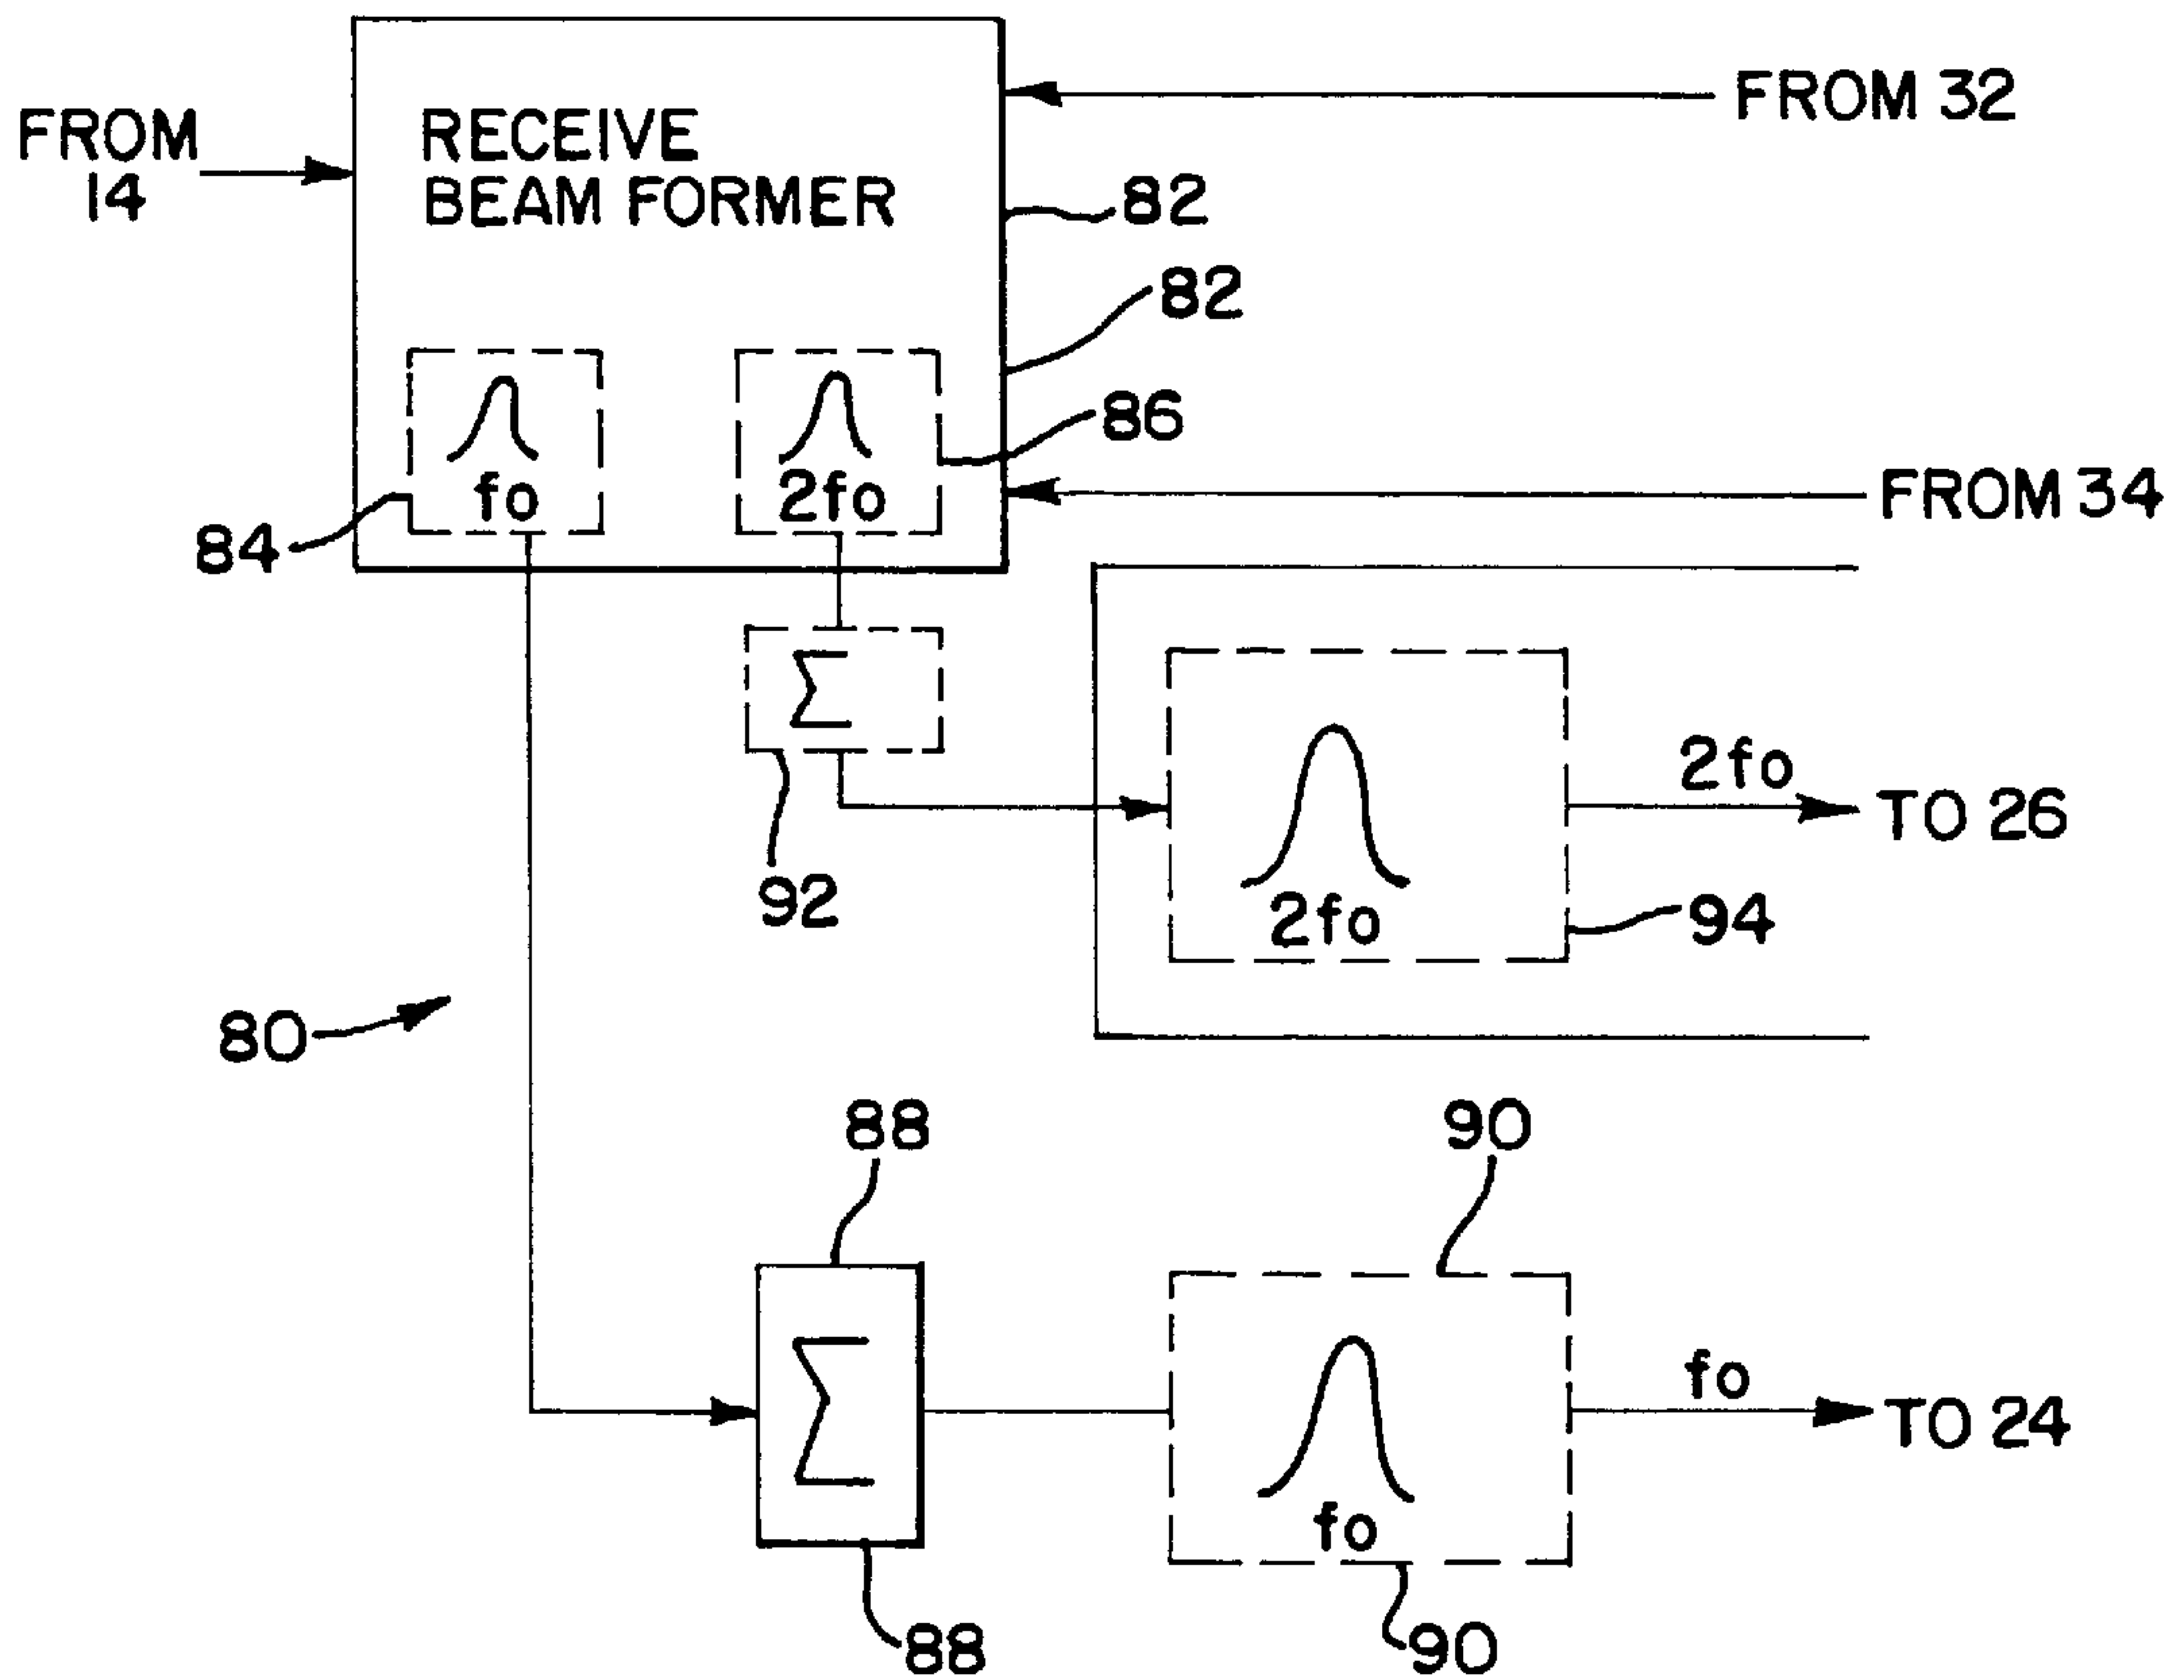 FROM 32
FROM
14
RECEIVE
BEAM FORMER
82
82
86
fo
2fo
FROM 34
84
2fo
TO 26
92
2fo
94
80
88
90
fo
TO 24
fo
88
90